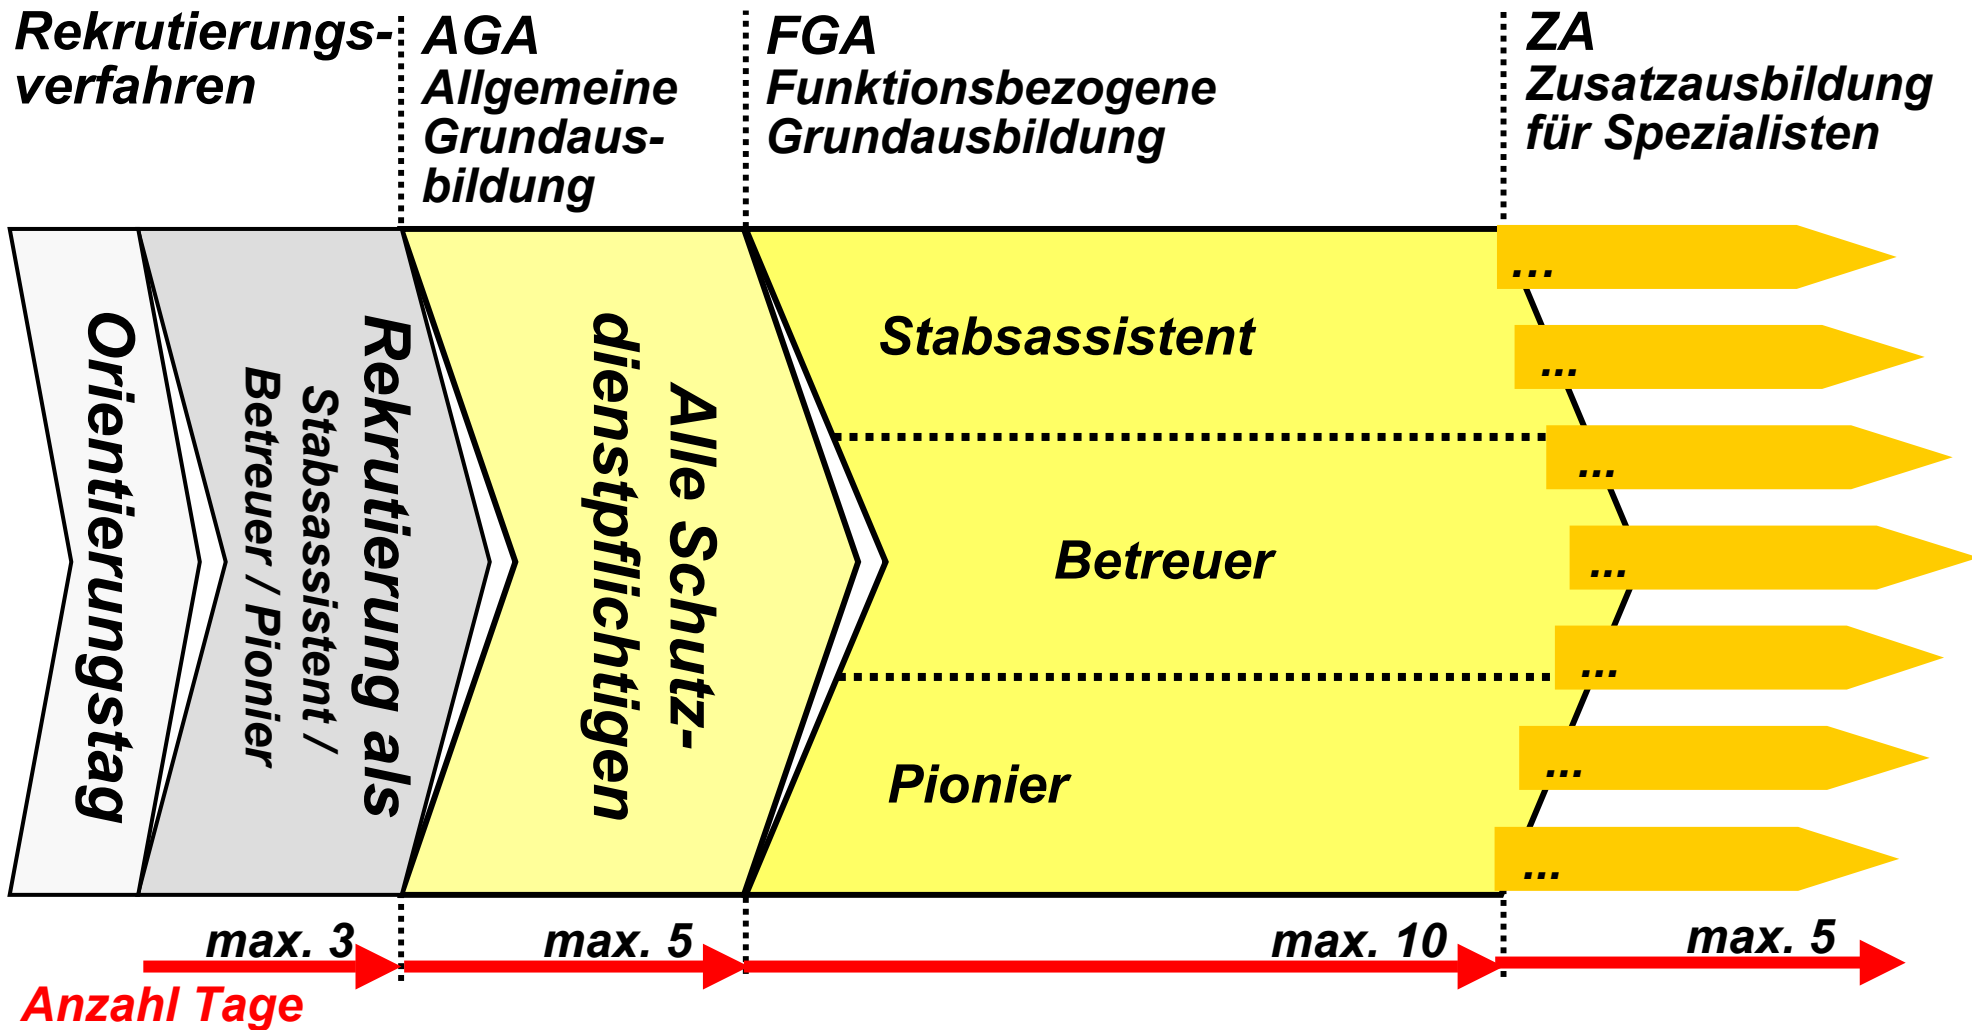 Rekrutierungs-
verfahren
AGA
Allgemeine
Grundaus-
bildung
FGA
Funktionsbezogene
Grundausbildung
ZA
Zusatzausbildung
für Spezialisten
Orientierungstag
Rekrutierung als
Stabsassistent /
Betreuer / Pionier
Alle Schutz-
dienstpflichtigen
Stabsassistent
Betreuer
Pionier
...
...
...
...
...
...
...
max. 3
max. 5
max. 10
max. 5
Anzahl Tage